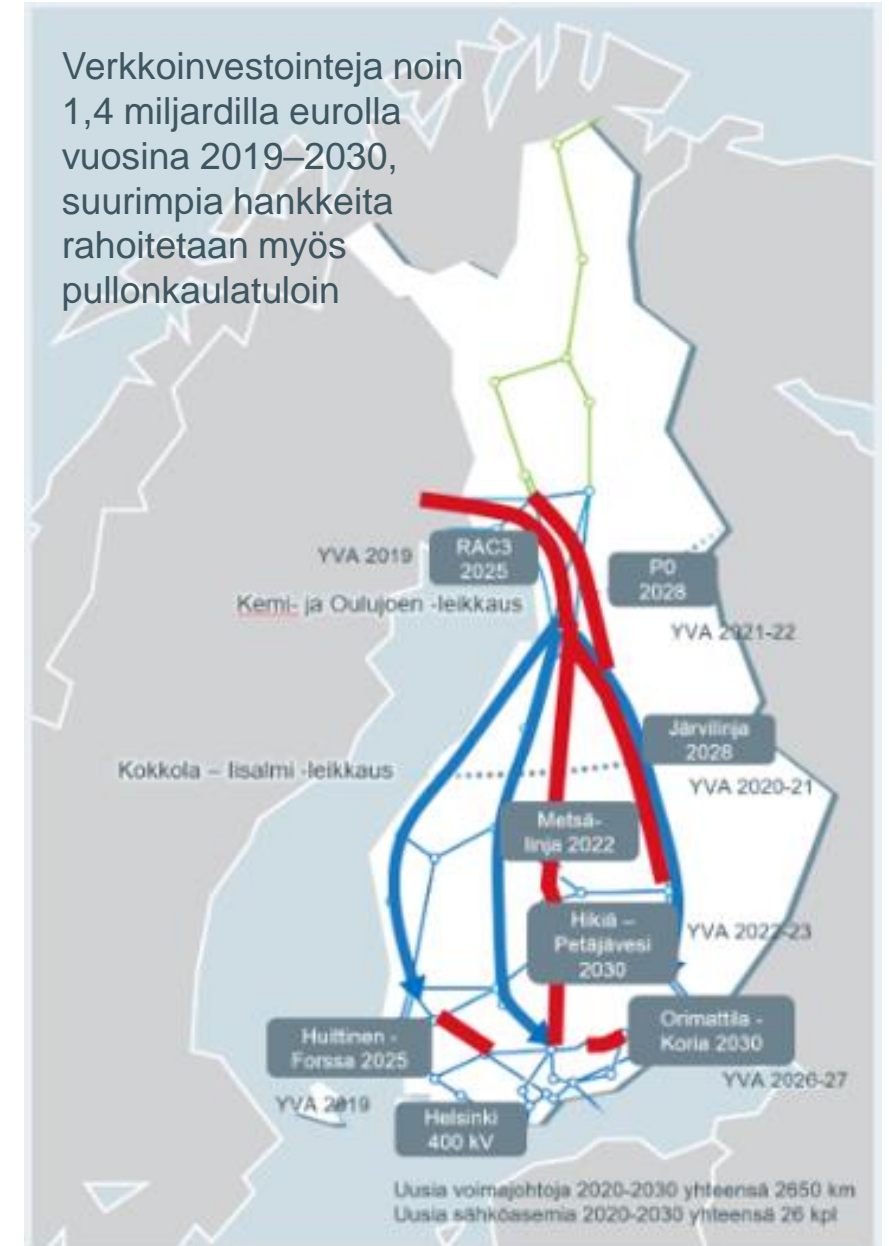 Verkkoinvestointeja noin
1,4 miljardilla eurolla
vuosina 2019–2030,
suurimpia hankkeita
rahoitetaan myös
pullonkaulatuloin
YVA 2019
RAC3
2025
P0
2028
Kemi- ja Oulujoen -leikkaus
YVA 2021-22
Järvilinja
2028
Kokkola – Iisalmi -leikkaus
YVA 2020-21
Metsä-
linja 2022
Hikiä –
Petäjävesi
2030
YVA 2022-23
Huittinen -
Forssa 2025
Orimattila -
Koria 2030
YVA 2026-27
YVA 2019
Helsinki
400 kV
Uusia voimajohtoja 2020-2030 yhteensä 2650 km
Uusia sähköasemia 2020-2030 yhteensä 26 kpl